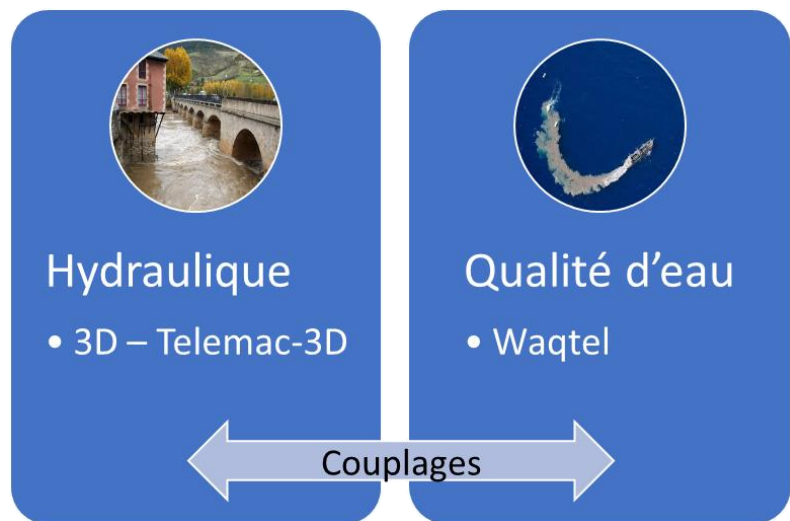 Hydraulique
• 3D – Telemac-3D
Qualité d’eau
• Waqtel
Couplages